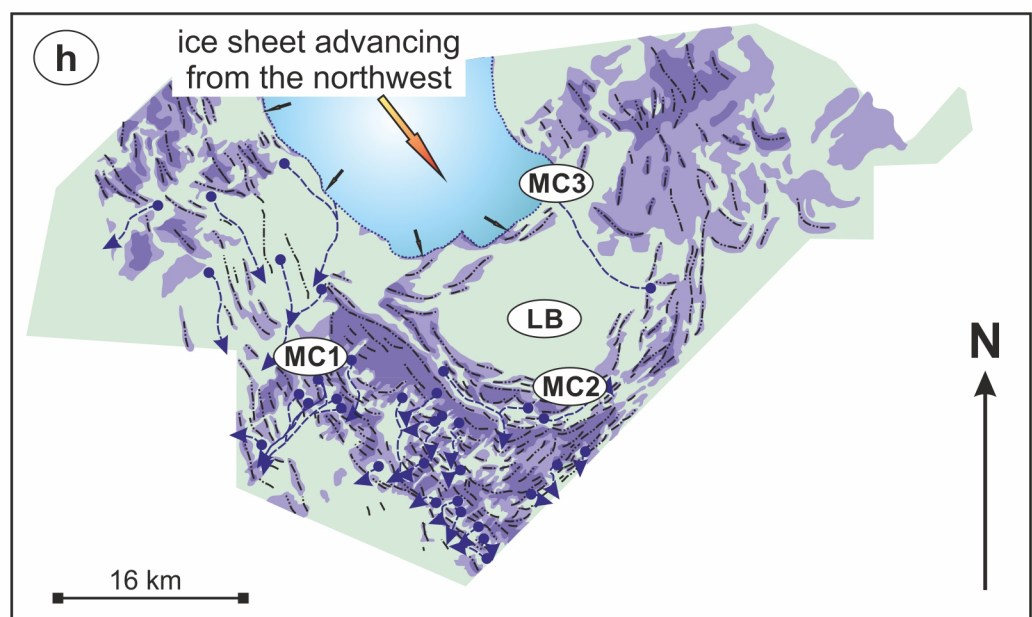 h
ice sheet advancing
from the northwest
MC3
LB
N
MC1
MC2
16 km